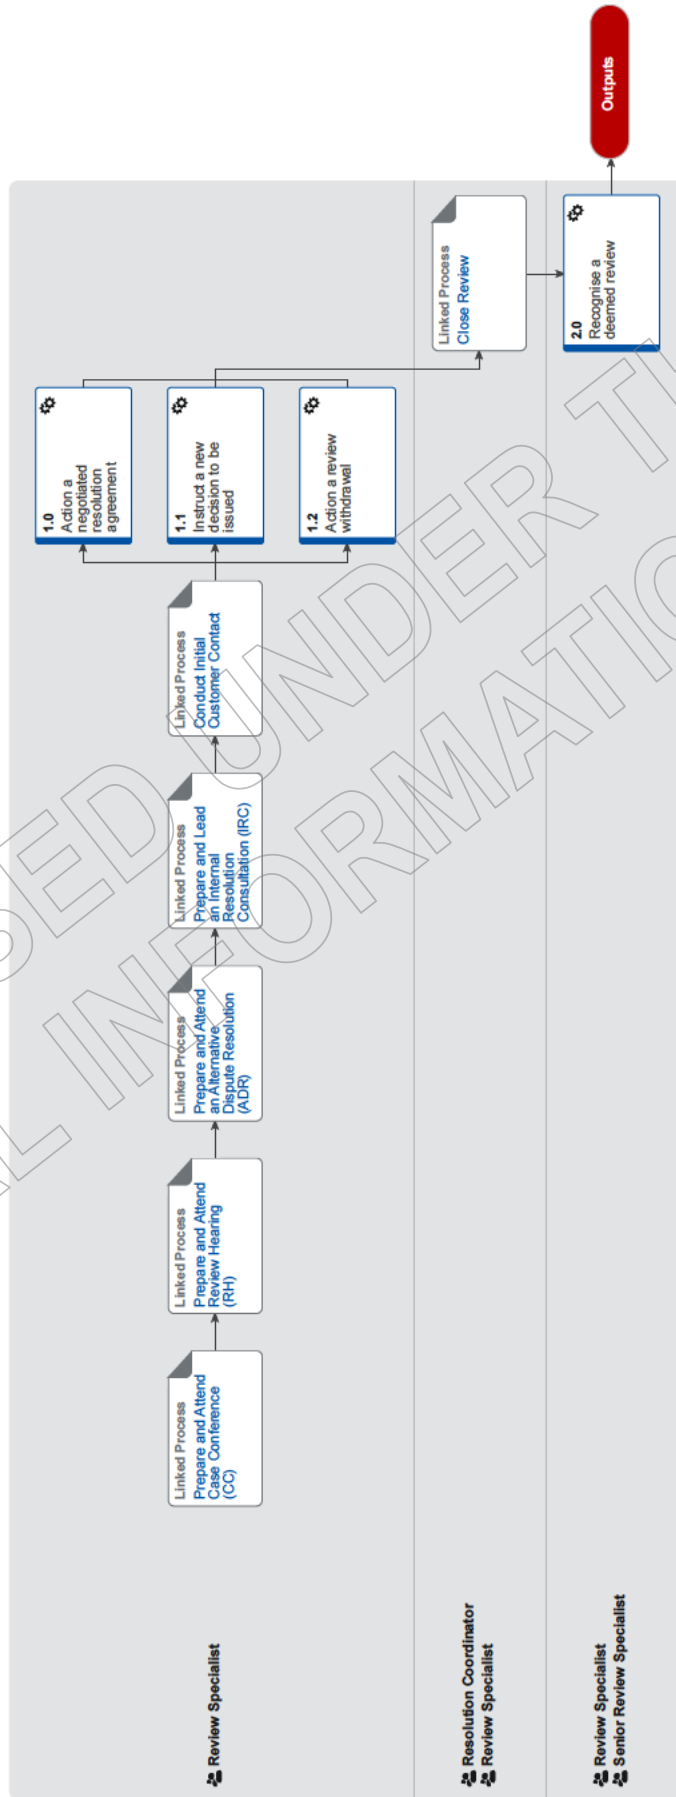 Review Specialist
Linked Process
Prepare and Attend
Case Conference
(CC)
Linked Process
Prepare and Attend
Review Hearing
(RH)
Linked Process
Prepare and Attend
an Alternative
Dispute Resolution
(ADR)
Linked Process
Prepare and Lead
an Internal
Resolution
Consultation (IRC)
Linked Process
Conduct Initial
Customer Contact
1.0
Action a
negotiated
resolution
agreement
1.1
Instruct a new
decision to be
issued
1.2
Action a review
withdrawal
Resolution Coordinator
Review Specialist
Linked Process
Close Review
Review Specialist
Senior Review Specialist
2.0
Recognise a
deemed review
Outputs
UNDER
INFORMATIO